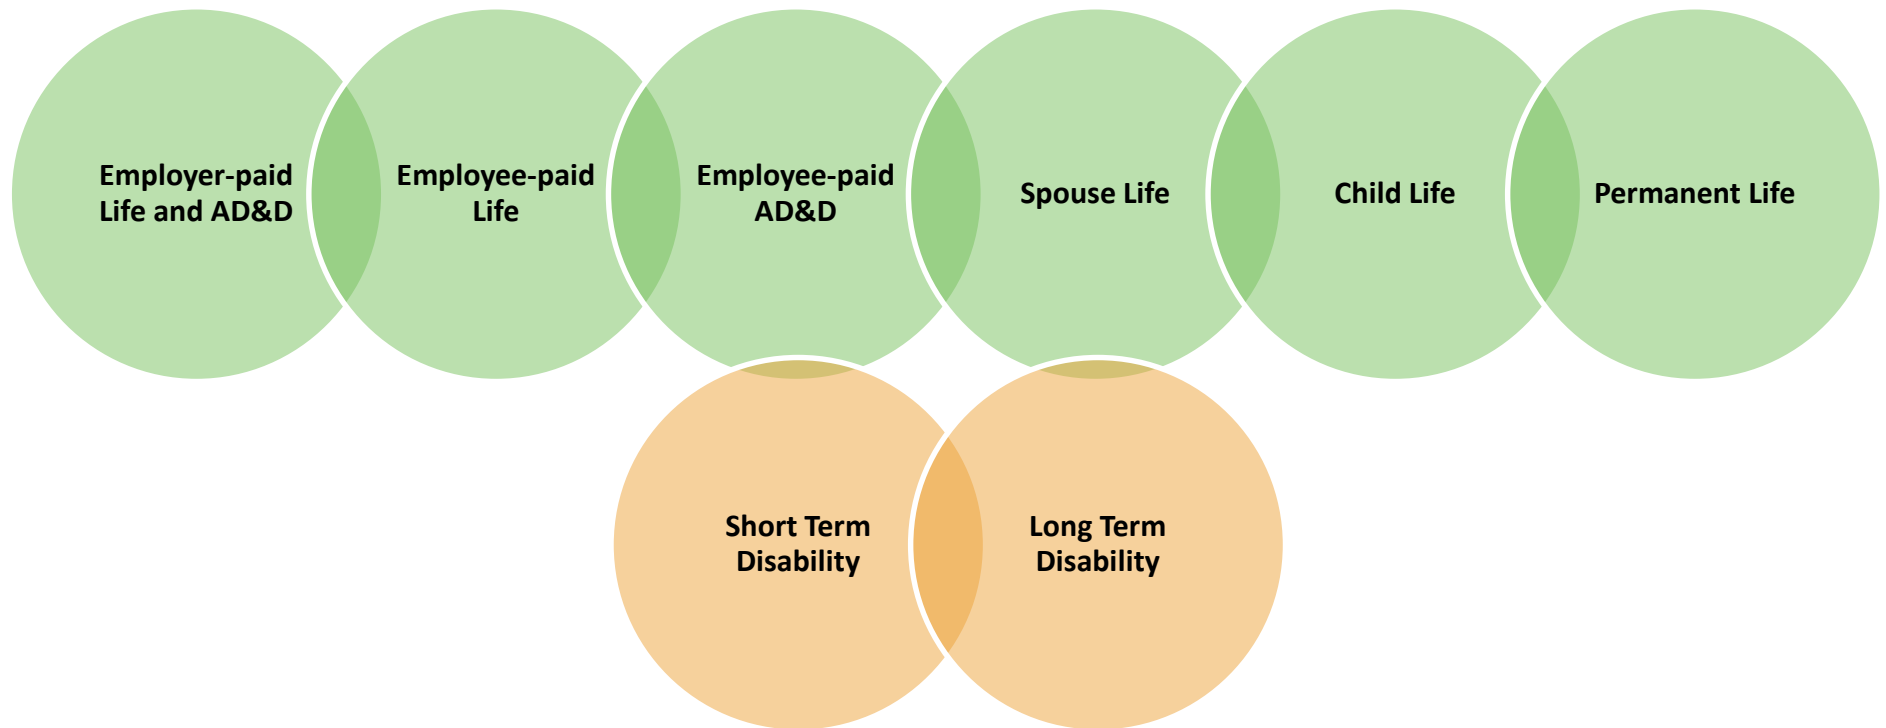 Employer-paid
Life and AD&D
Employee-paid
Life
Employee-paid
AD&D
Spouse Life
Child Life
Permanent Life
Short Term
Disability
Long Term
Disability